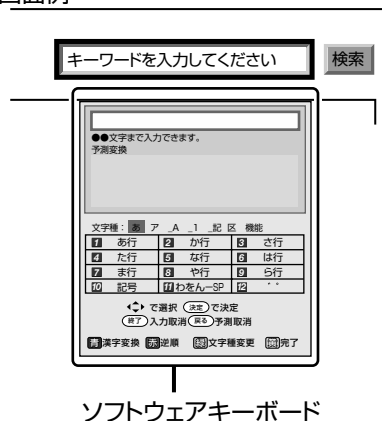 画面例
キーワードを入力してください 検索
●●文字まで入力できます。
予測変換
文字種： あ ア _A _1 _記 区 機能
1 あ行 2 か行 3 さ行
4 た行 5 な行 6 は行
7 ま行 8 や行 9 ら行
10 記号 11 わをんー SP 12 ゛゜
で選択 決定 で決定
終了 入力取消 戻る 予測取消
青 漢字変換 赤 逆順 文字種変更 完了
ソフトウェアキーボード